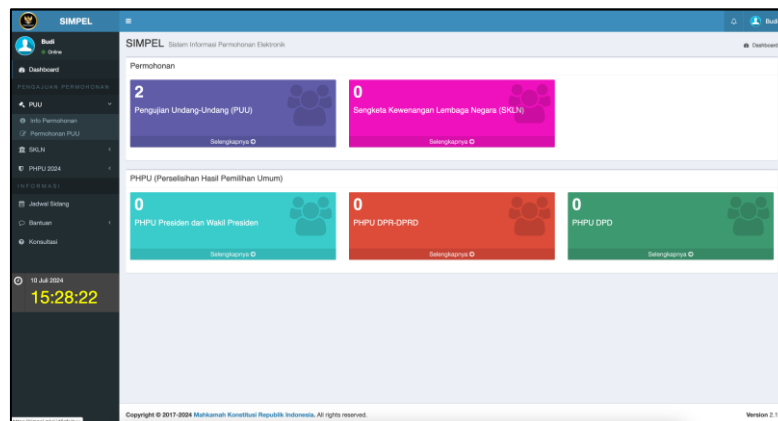 SIMPEL
Budi
Budi
Online
SIMPEL Sistem Informasi Permohonan Elektronik
Dashboard
Dashboard
PENGAJUAN PERMOHONAN
PUU
Info Permohonan
Permohonan PUU
SKLN
PHPU 2024
INFORMASI
Jadwal Sidang
Bantuan
Konsultasi
10 Juli 2024
15:28:22
Permohonan
2
Pengujian Undang-Undang (PUU)
Selengkapnya
0
Sengketa Kewenangan Lembaga Negara (SKLN)
Selengkapnya
PHPU (Perselisihan Hasil Pemilihan Umum)
0
PHPU Presiden dan Wakil Presiden
Selengkapnya
0
PHPU DPR-DPRD
Selengkapnya
0
PHPU DPD
Selengkapnya
Copyright © 2017-2024 Mahkamah Konstitusi Republik Indonesia. All rights reserved.
Version 2.1